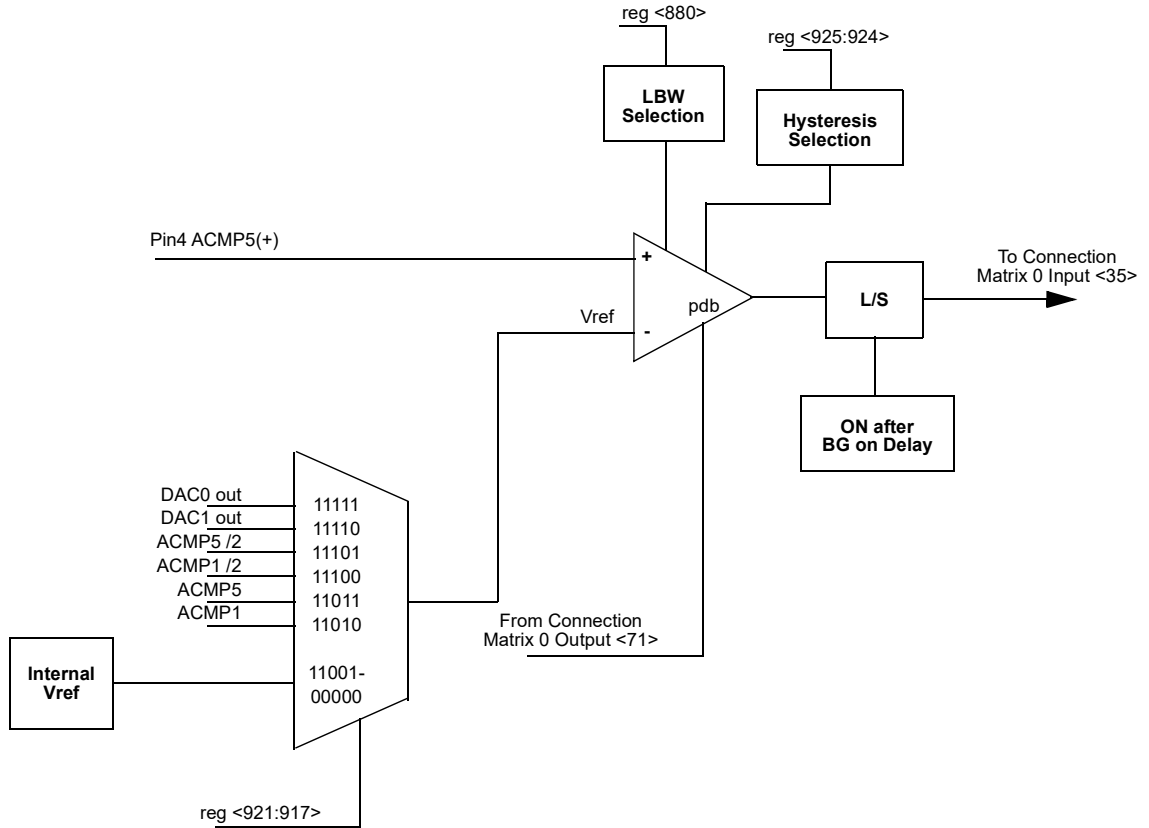 reg <880>
reg <925:924>
LBW
Selection
Hysteresis
Selection
Pin4 ACMP5(+)
+
To Connection
Matrix 0 Input <35>
L/S
pdb
Vref
-
ON after
BG on Delay
DAC0 out
11111
DAC1 out
11110
ACMP5 /2
11101
ACMP1 /2
11100
ACMP5
11011
ACMP1
11010
From Connection
Matrix 0 Output <71>
Internal
Vref
11001-
00000
reg <921:917>